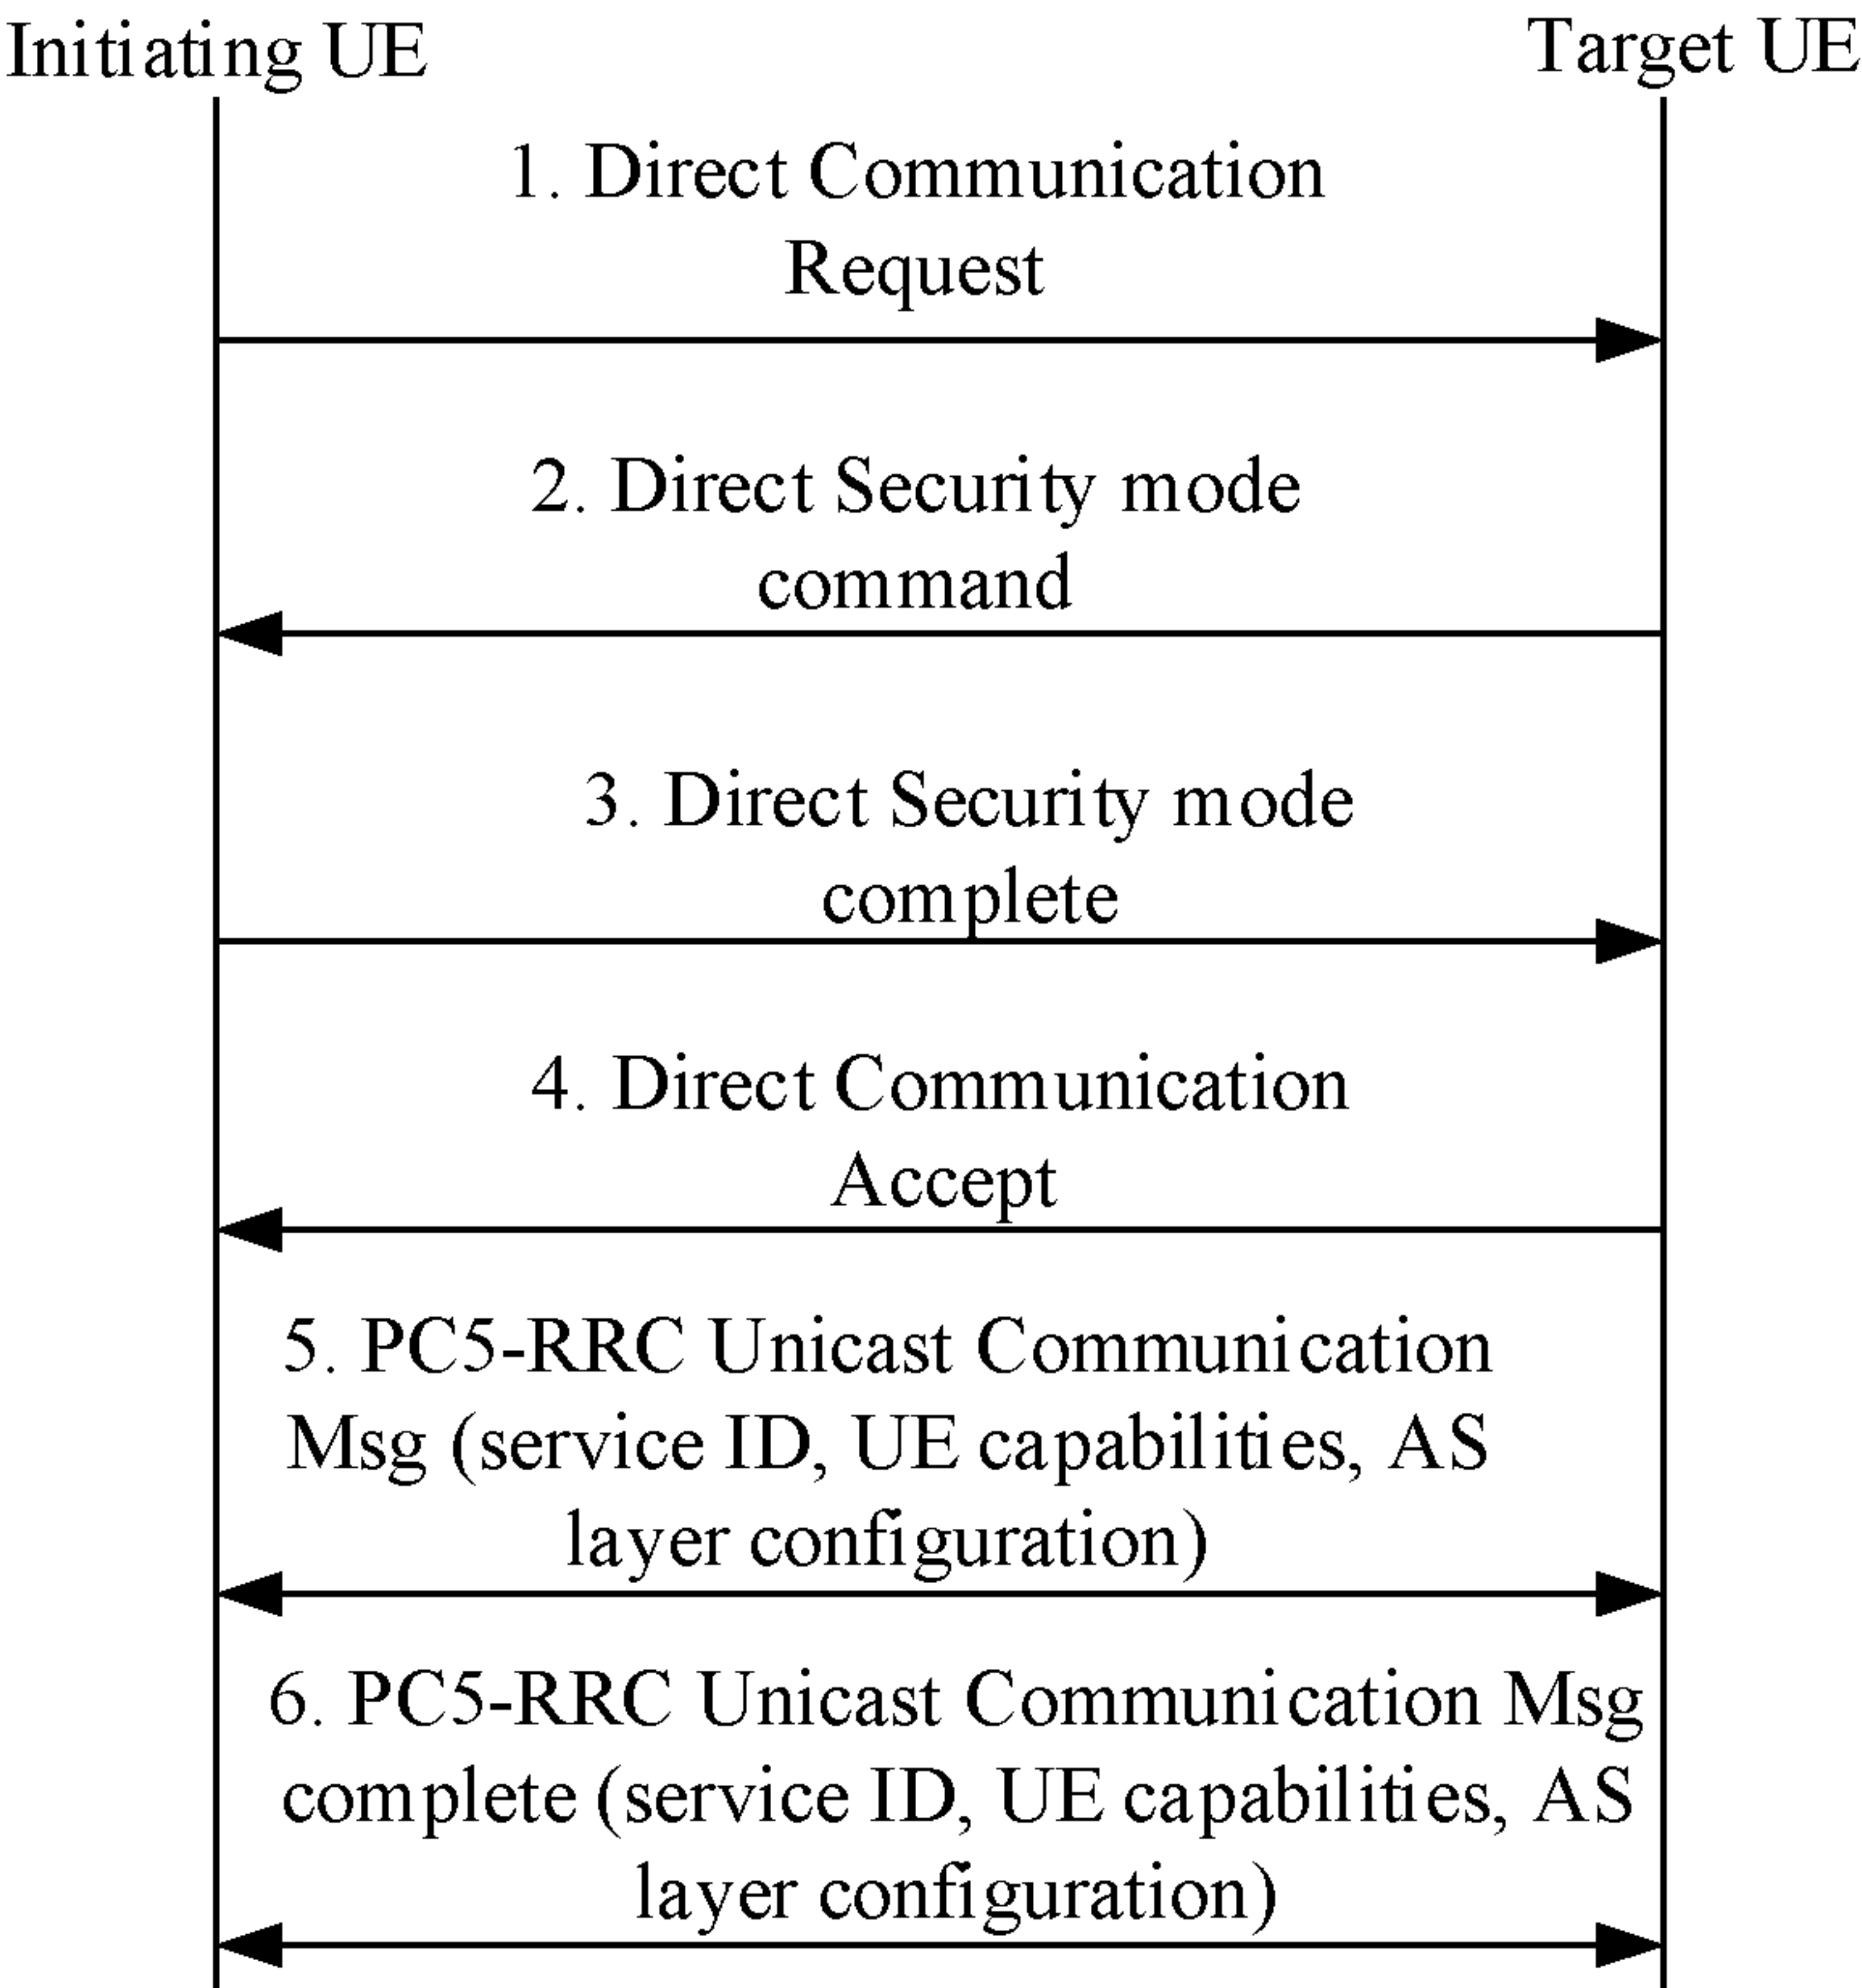 Initiating UE
Target UE
1. Direct Communication
Request
2. Direct Security mode
command
3. Direct Security mode
complete
4. Direct Communication
Accept
5. PC5-RRC Unicast Communication
Msg (service ID, UE capabilities, AS
layer configuration)
6. PC5-RRC Unicast Communication Msg
complete (service ID, UE capabilities, AS
layer configuration)